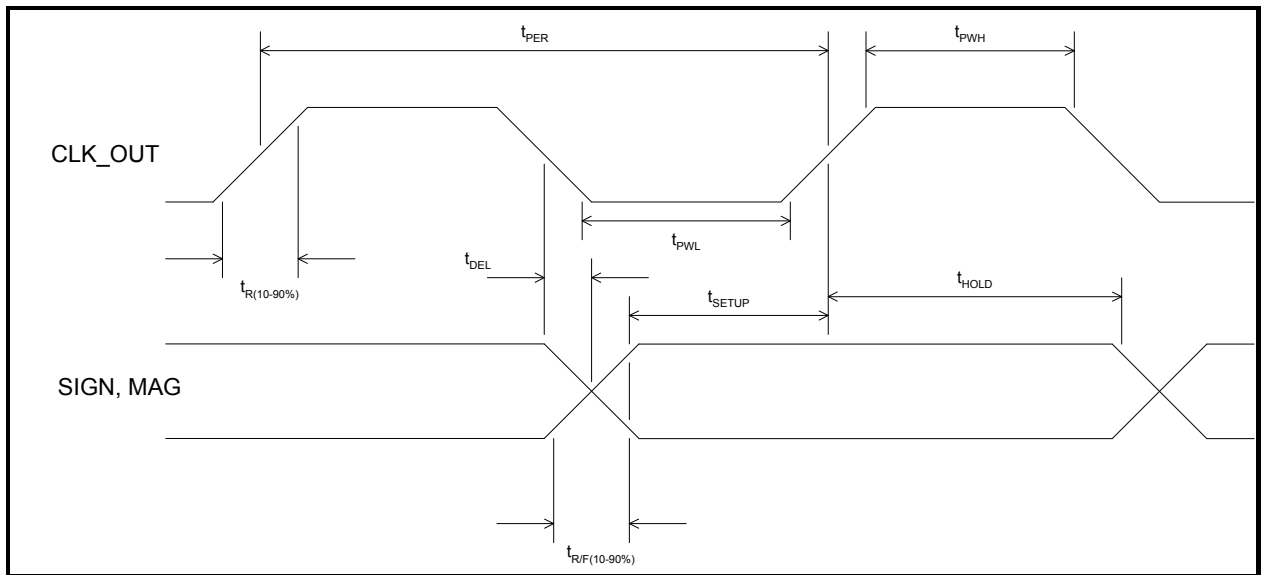 tPER
tPWH
CLK_OUT
tPWL
tDEL
tR(10-90%)
tSETUP
tHOLD
SIGN, MAG
tR/F(10-90%)